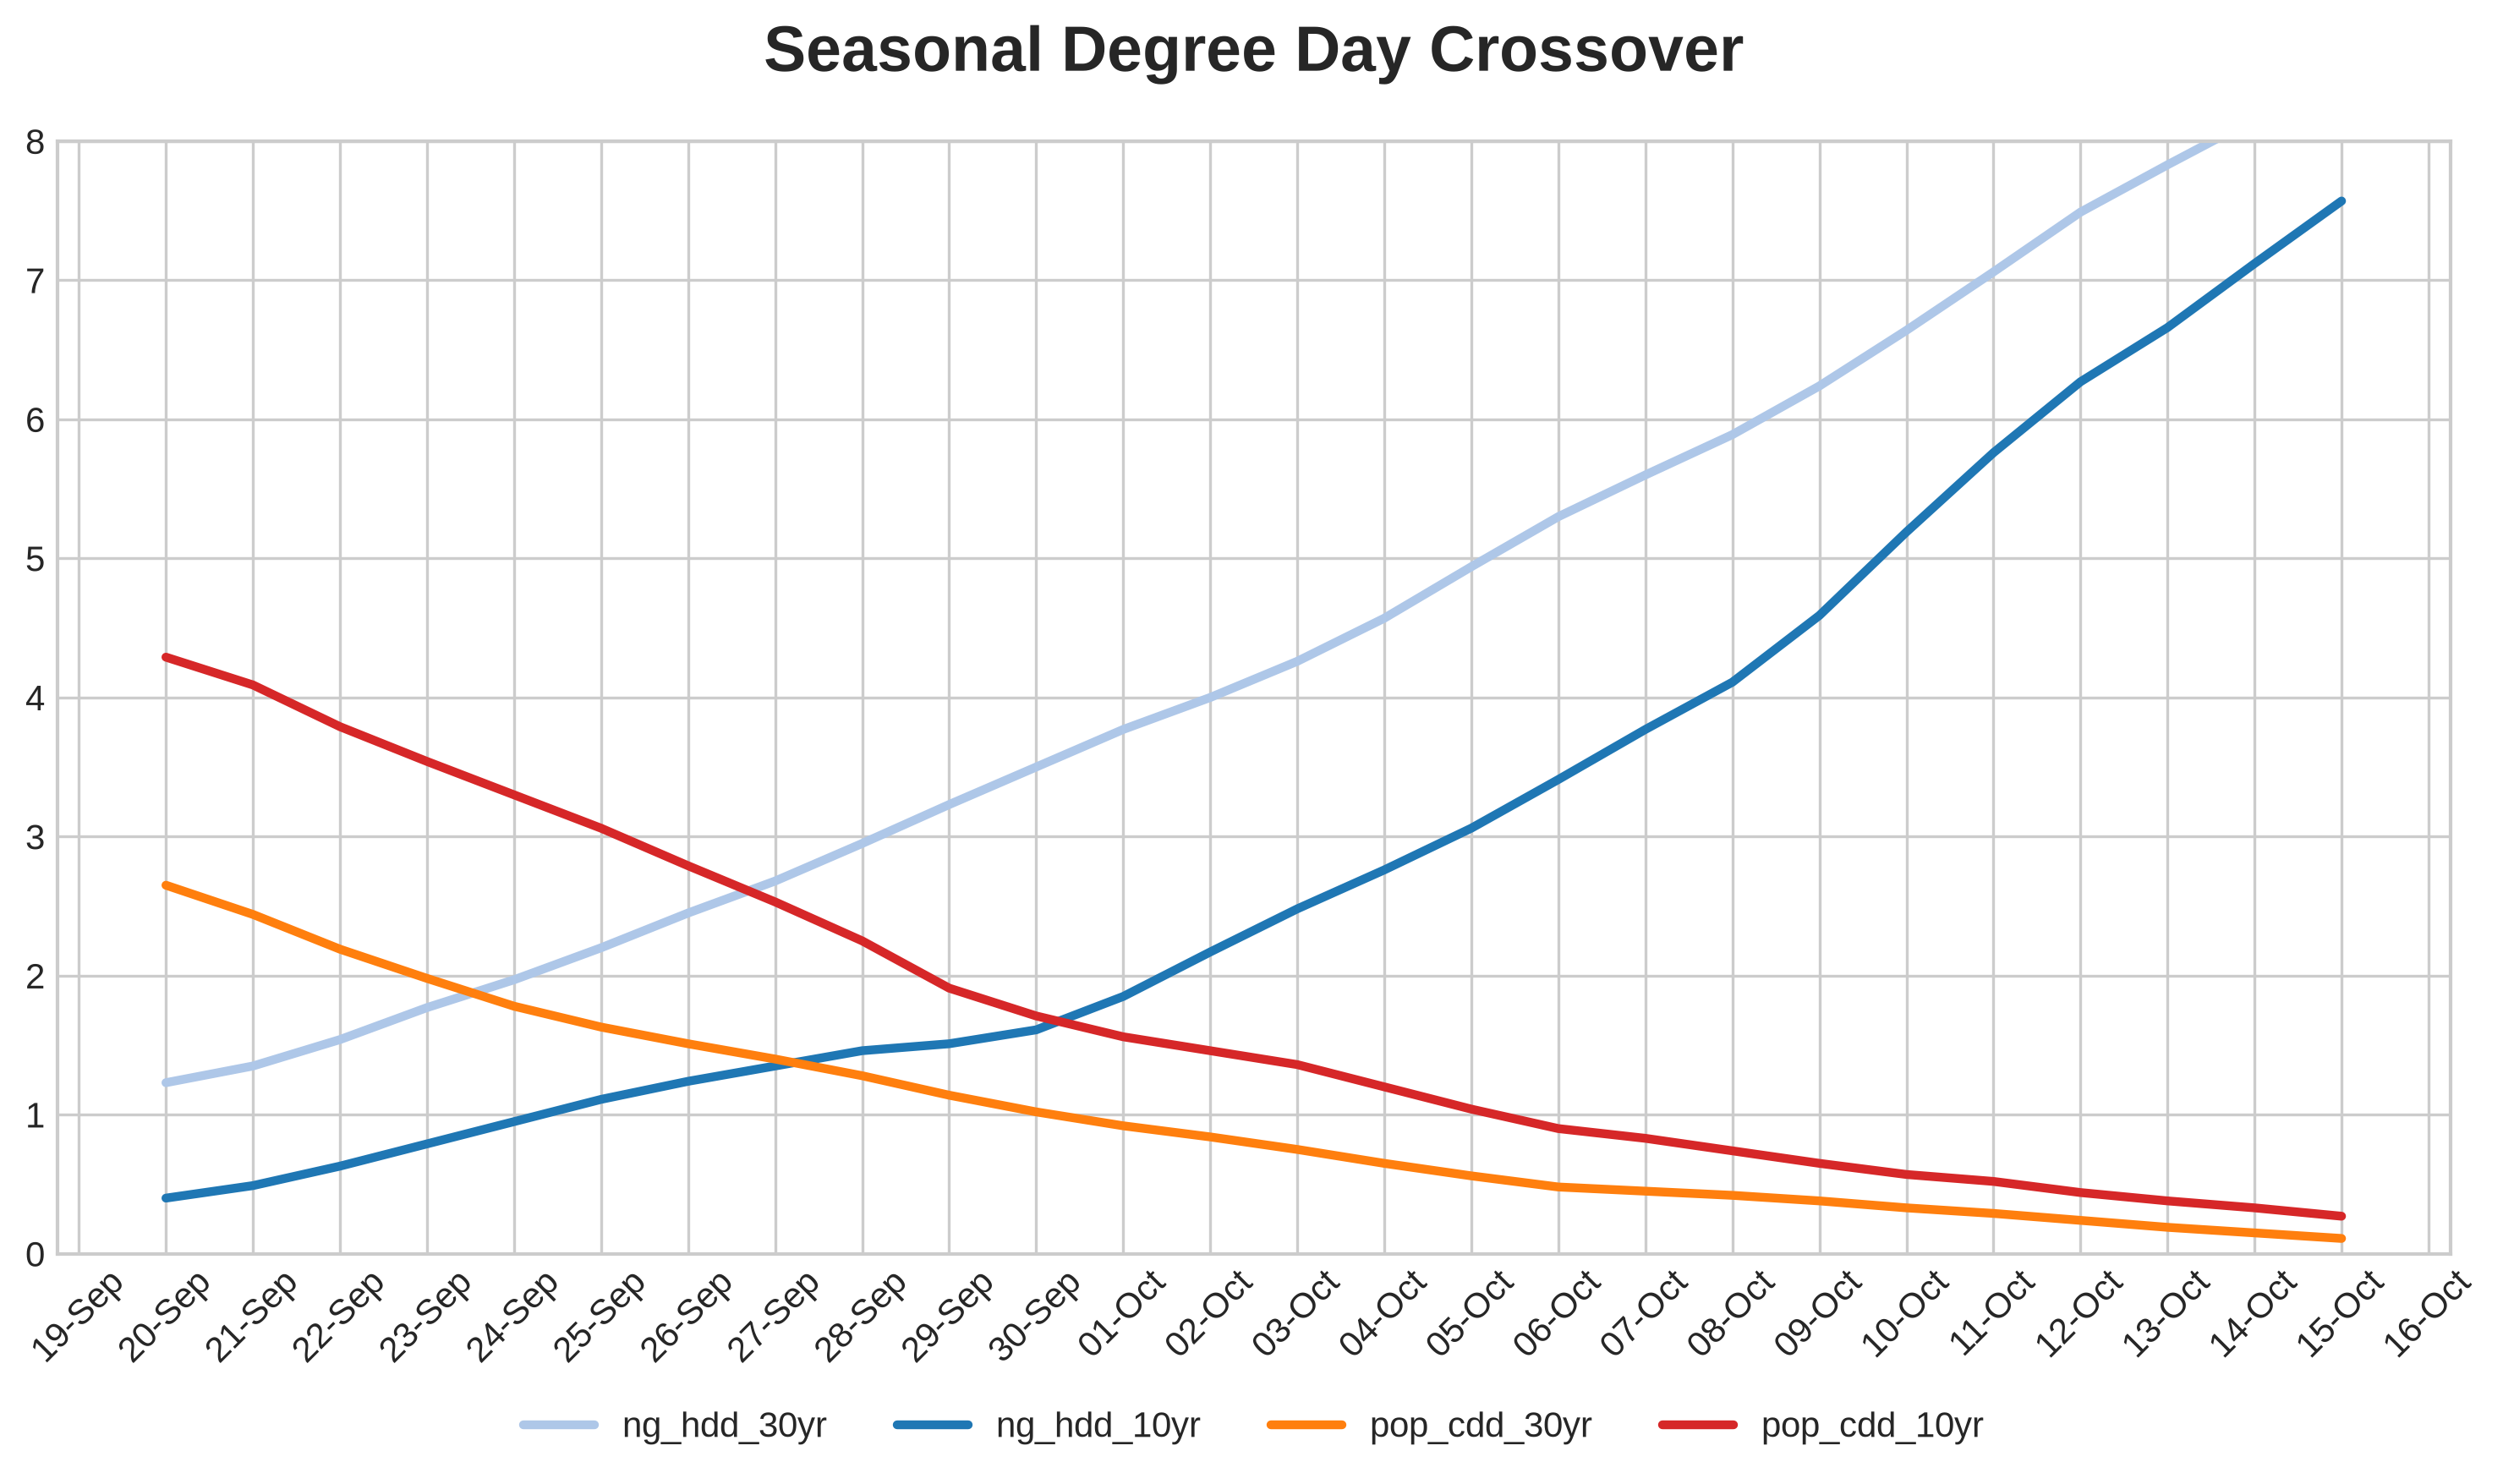 Seasonal Degree Day Crossover
8
7
6
5
4
3
2
1
0
19-Sep
20-Sep
21-Sep
22-Sep
23-Sep
24-Sep
25-Sep
26-Sep
27-Sep
28-Sep
29-Sep
30-Sep
01-Oct
02-Oct
03-Oct
04-Oct
05-Oct
06-Oct
07-Oct
08-Oct
09-Oct
10-Oct
11-Oct
12-Oct
13-Oct
14-Oct
15-Oct
16-Oct
ng_hdd_30yr ng_hdd_10yr pop_cdd_30yr pop_cdd_10yr